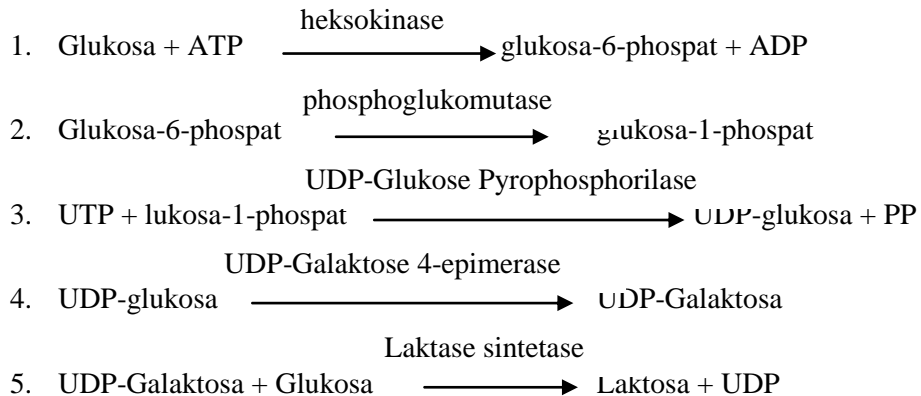 heksokinase
1. Glukosa + ATP glukosa-6-phospat + ADP
phosphoglukomutase
2. Glukosa-6-phospat glukosa-1-phospat
UDP-Glukose Pyrophosphorilase
3. UTP + lukosa-1-phospat UDP-glukosa + PP
UDP-Galaktose 4-epimerase
4. UDP-glukosa UDP-Galaktosa
Laktase sintetase
5. UDP-Galaktosa + Glukosa Laktosa + UDP